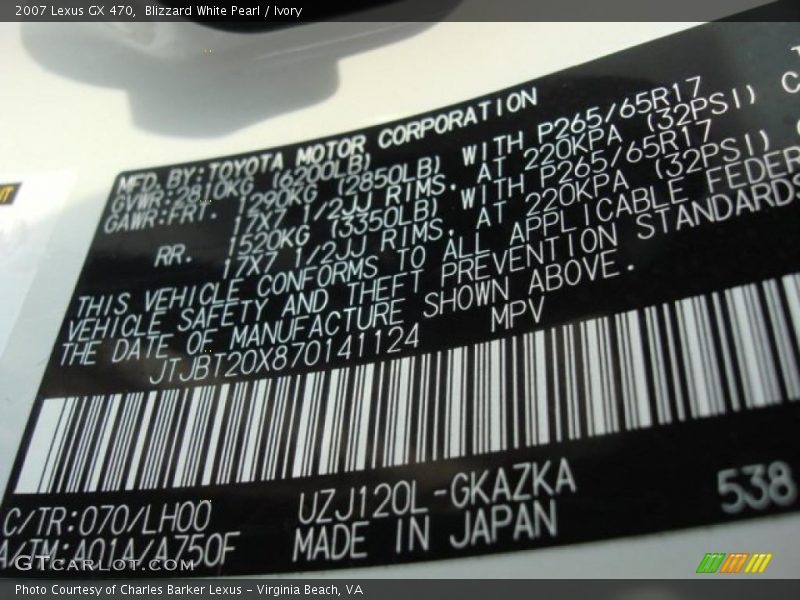 2007 Lexus GX 470, Blizzard White Pearl / Ivory
MFD.BY:TOYOTA MOTOR CORPORATION
GVWR:2810KG (6200LB)
GAWR:FRT. 1290KG (2850LB) WITH P265/65R17
17X7 1/2JJ RIMS, AT 220KPA (32PSI) C
RR. 1520KG (3350LB) WITH P265/65R17
17X7 1/2JJ RIMS, AT 220KPA (32PSI) (
THIS VEHICLE CONFORMS TO ALL APPLICABLE FEDER
VEHICLE SAFETY AND THEFT PREVENTION STANDARDS
THE DATE OF MANUFACTURE SHOWN ABOVE.
JTJBT20X870141124 MPV
C/TR:070/LH00 UZJ120L-GKAZKA 538
A/TM:A01A/A750F MADE IN JAPAN
GTCARLOT.COM
Photo Courtesy of Charles Barker Lexus - Virginia Beach, VA